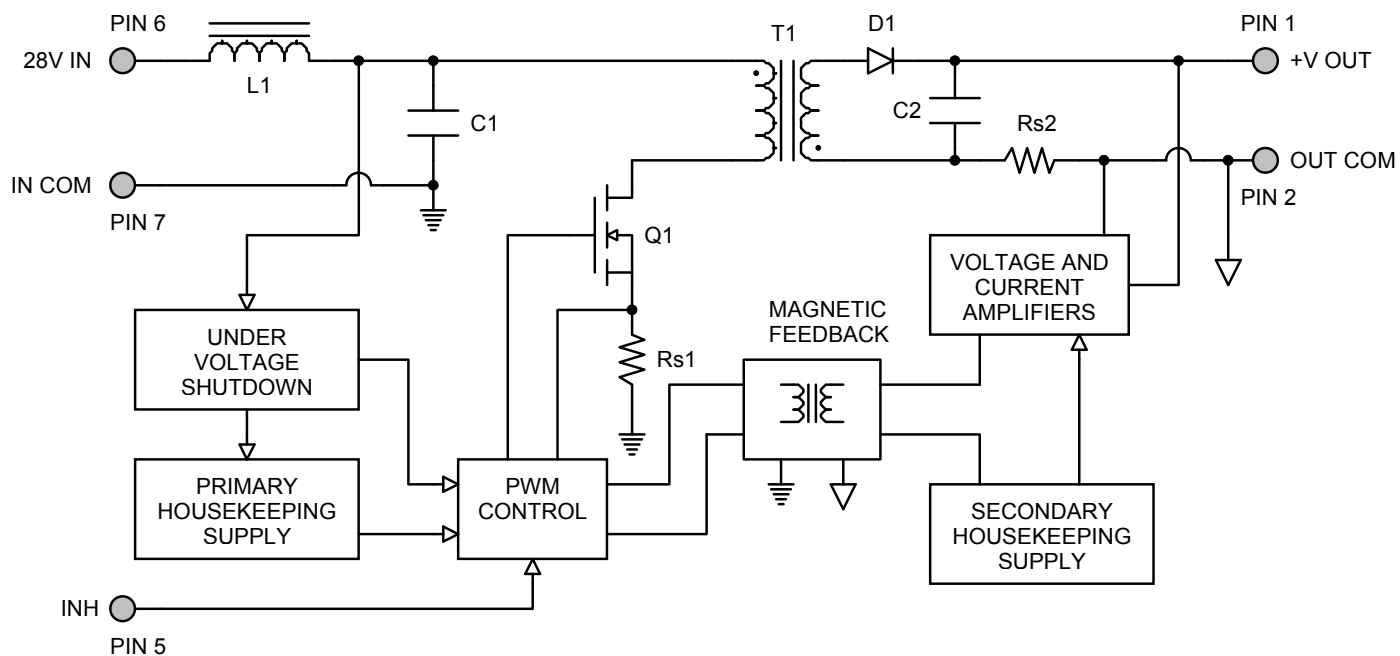 PIN 6
28V IN
L1
C1
IN COM
PIN 7
T1
D1
PIN 1
+V OUT
C2
Rs2
OUT COM
PIN 2
Q1
Rs1
UNDER
VOLTAGE
SHUTDOWN
PRIMARY
HOUSEKEEPING
SUPPLY
PWM
CONTROL
MAGNETIC
FEEDBACK
VOLTAGE AND
CURRENT
AMPLIFIERS
SECONDARY
HOUSEKEEPING
SUPPLY
INH
PIN 5